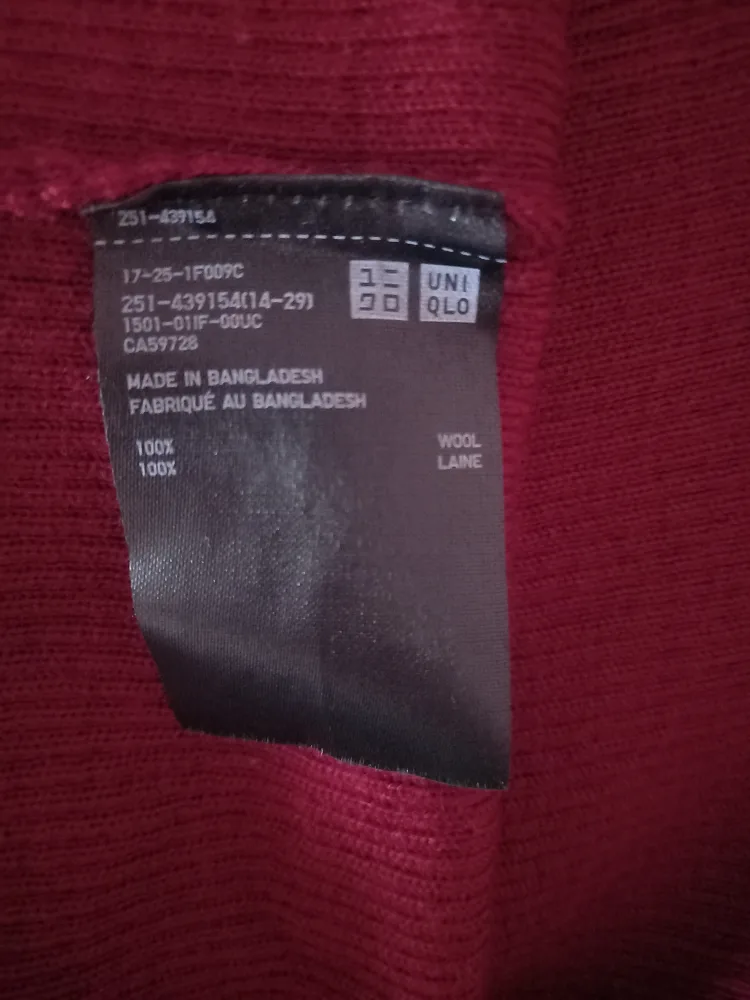 251-439154
17-25-1F009C
251-439154(14-29)
1501-01IF-00UC
CA59728
UNI
QLO
MADE IN BANGLADESH
FABRIQUÉ AU BANGLADESH
100% WOOL
100% LAINE